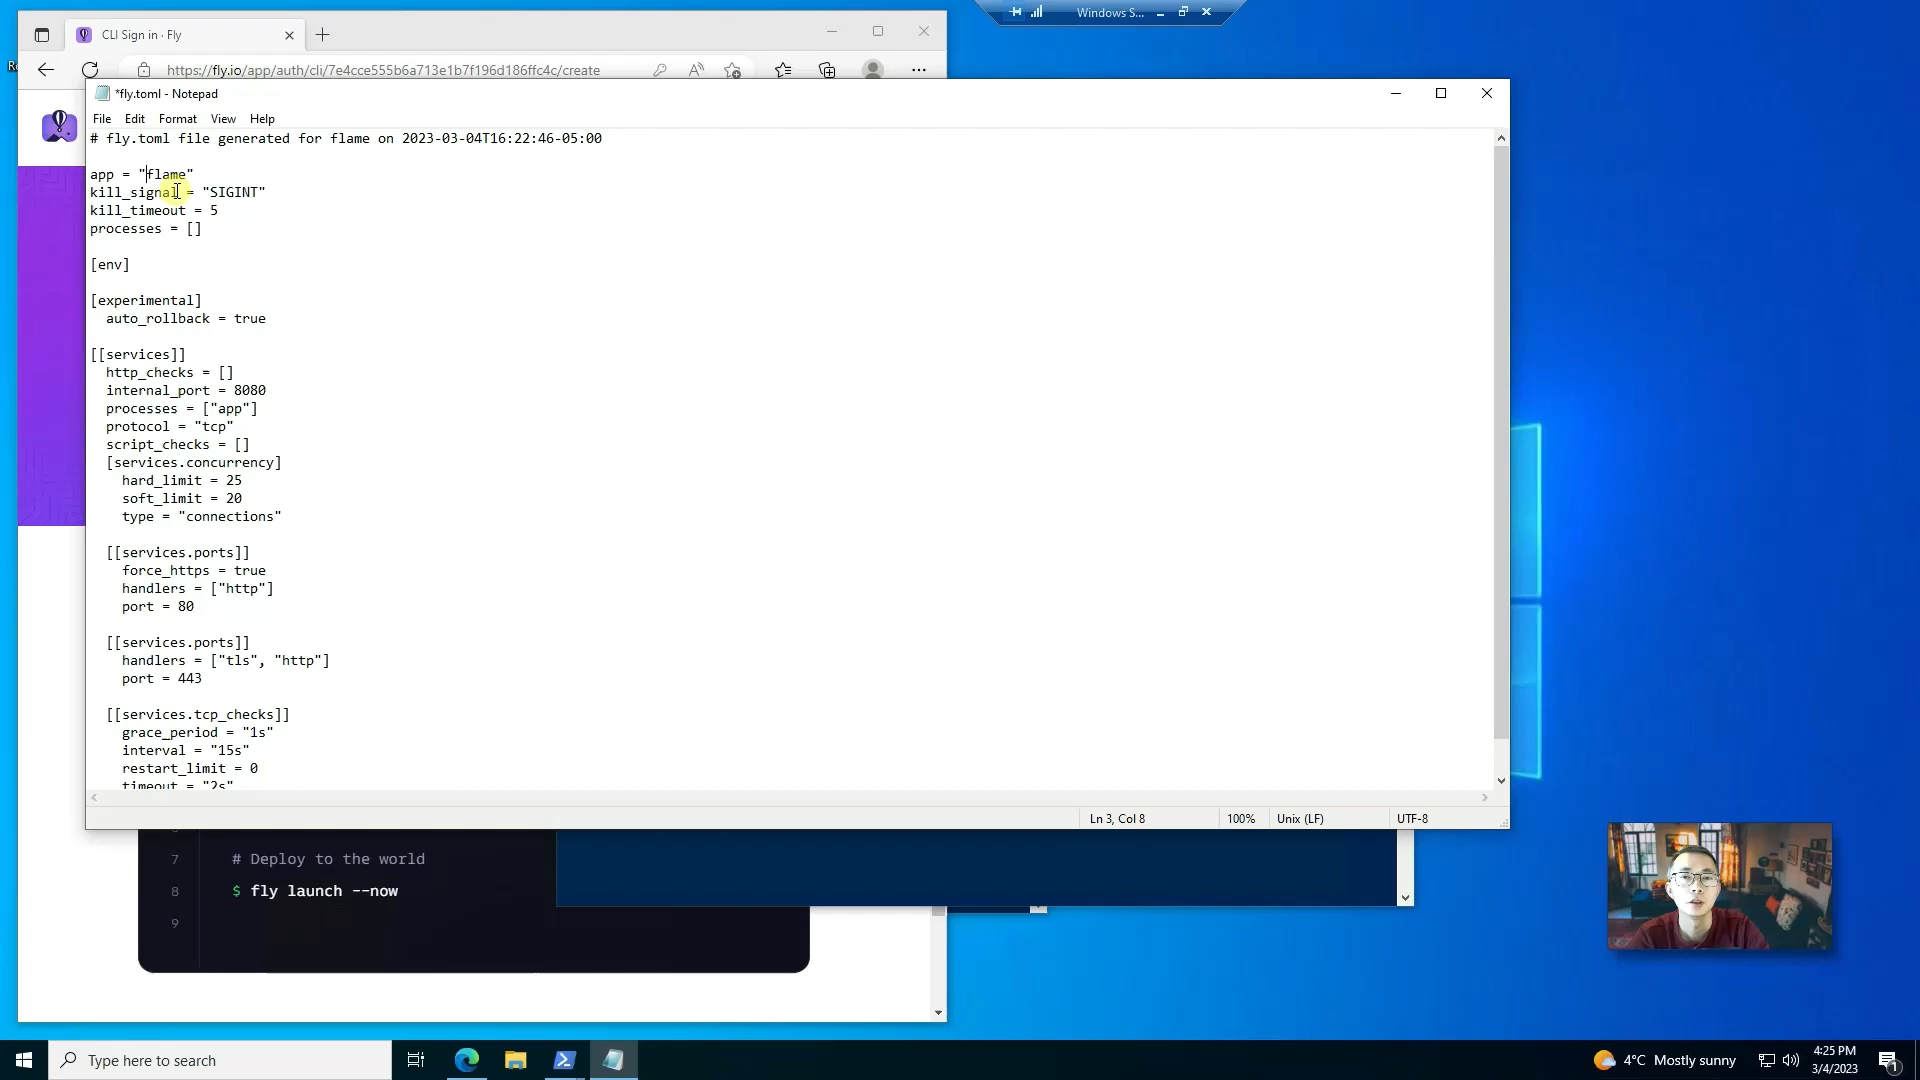 CLI Sign in · Fly
Windows S...
https://fly.io/app/auth/cli/7e4cce555b6a713e1b7f196d186ffc4c/create
*fly.toml - Notepad
File Edit Format View Help
# fly.toml file generated for flame on 2023-03-04T16:22:46-05:00
app = "flame"
kill_signal = "SIGINT"
kill_timeout = 5
processes = []
[env]
[experimental]
auto_rollback = true
[[services]]
http_checks = []
internal_port = 8080
processes = ["app"]
protocol = "tcp"
script_checks = []
[services.concurrency]
hard_limit = 25
soft_limit = 20
type = "connections"
[[services.ports]]
force_https = true
handlers = ["http"]
port = 80
[[services.ports]]
handlers = ["tls", "http"]
port = 443
[[services.tcp_checks]]
grace_period = "1s"
interval = "15s"
restart_limit = 0
timeout = "2s"
Ln 3, Col 8 100% Unix (LF) UTF-8
7 # Deploy to the world
8 $ fly launch --now
9
Type here to search
4°C Mostly sunny
4:25 PM
3/4/2023
1